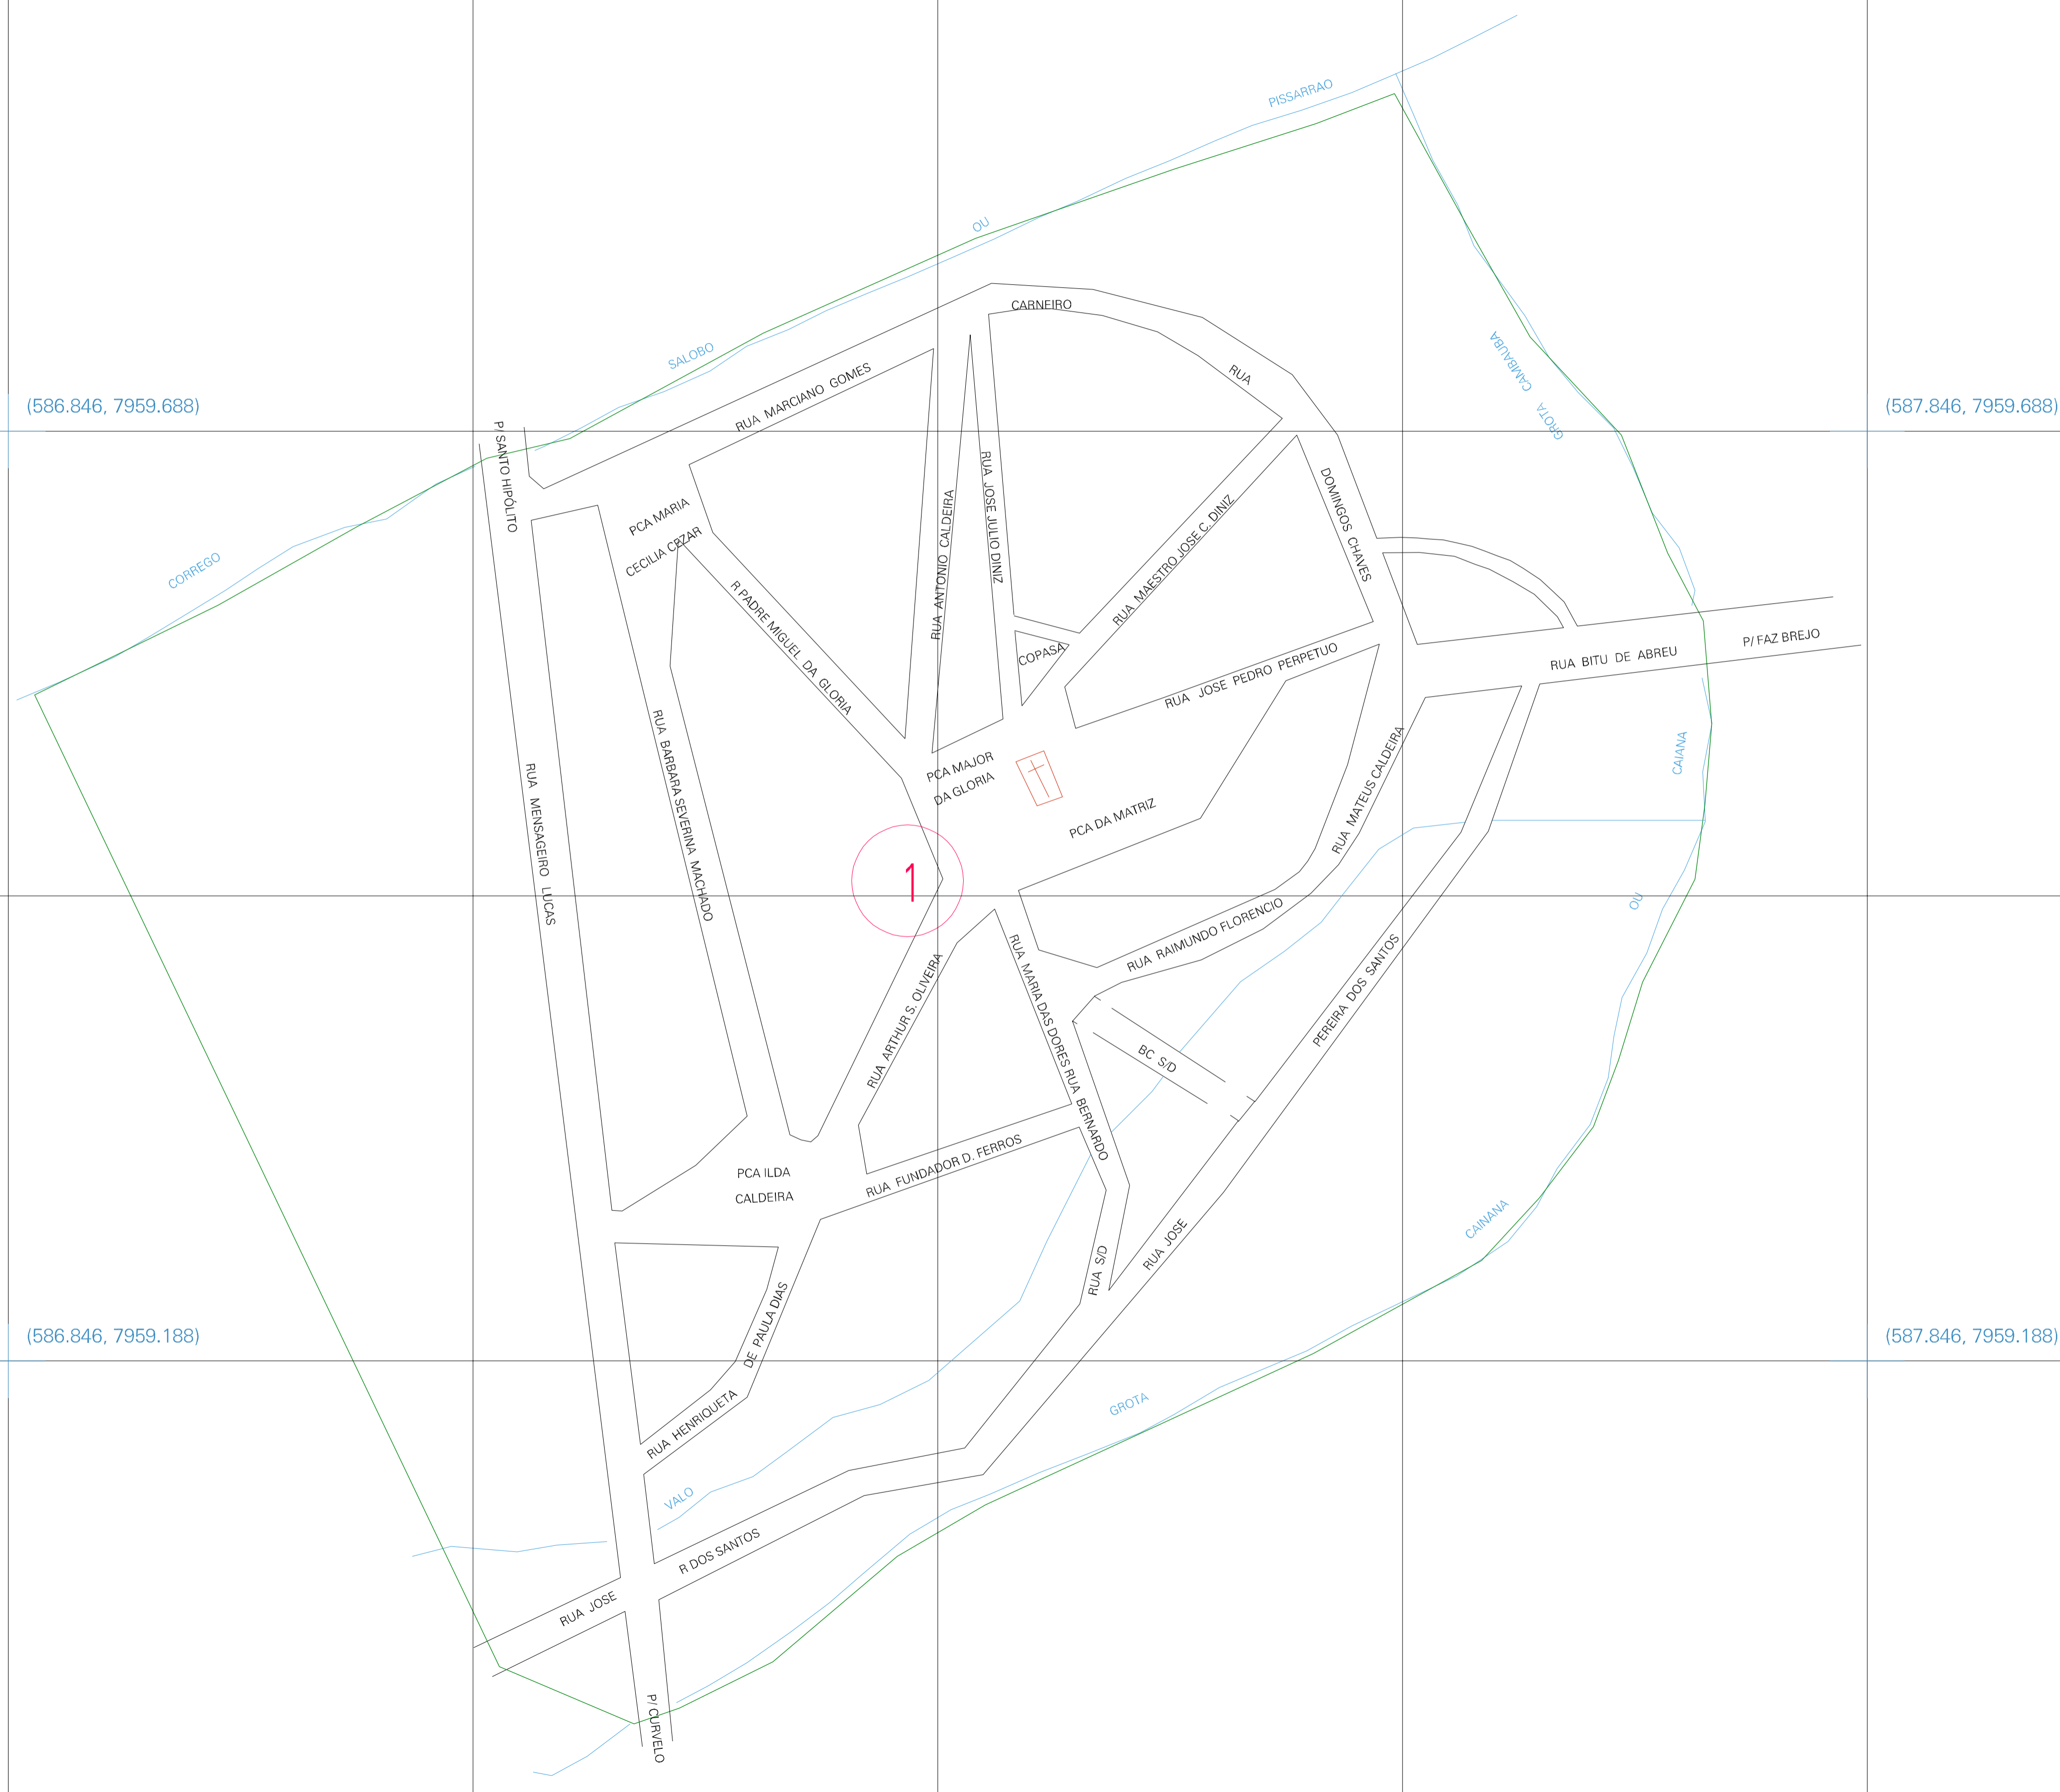 PISSARRAO
OU
CARNEIRO
SALOBO
RUA MARCIANO GOMES
RUA
GROTA CAMBAUBA
(586.846, 7959.688)
(587.846, 7959.688)
P/ SANTO HIPÓLITO
PCA MARIA
CECILIA CEZAR
RUA ANTONIO CALDEIRA
RUA JOSE JULIO DINIZ
RUA MAESTRO JOSE C. DINIZ
DOMINGOS CHAVES
CORREGO
R PADRE MIGUEL DA GLORIA
COPASA
RUA JOSE PEDRO PERPETUO
RUA BITU DE ABREU
P/ FAZ BREJO
RUA BARBARA SEVERINA MACHADO
RUA MENSAGEIRO LUCAS
PCA MAJOR
DA GLORIA
PCA DA MATRIZ
RUA MATEUS CALDEIRA
CAIANA
1
OU
RUA RAIMUNDO FLORENCIO
RUA ARTHUR S. OLIVEIRA
RUA MARIA DAS DORES RUA BERNARDO
BC S/D
PEREIRA DOS SANTOS
PCA ILDA
CALDEIRA
RUA FUNDADOR D. FERROS
RUA S/D
RUA JOSE
CAINANA
(586.846, 7959.188)
(587.846, 7959.188)
DE PAULA DIAS
RUA HENRIQUETA
GROTA
VALO
R DOS SANTOS
RUA JOSE
P/ CURVELO